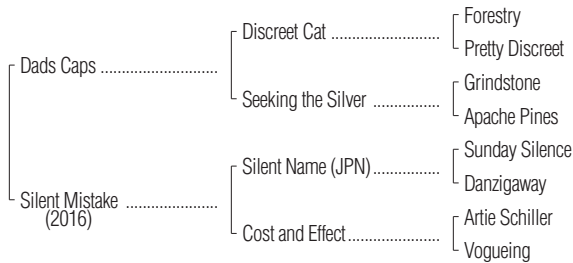 Forestry
Discreet Cat ..................
Pretty Discreet
Dads Caps ...................
Grindstone
Seeking the Silver ...........
Apache Pines
Sunday Silence
Silent Name (JPN)...........
Danzigaway
Silent Mistake ...............
(2016)
Artie Schiller
Cost and Effect...............
Vogueing